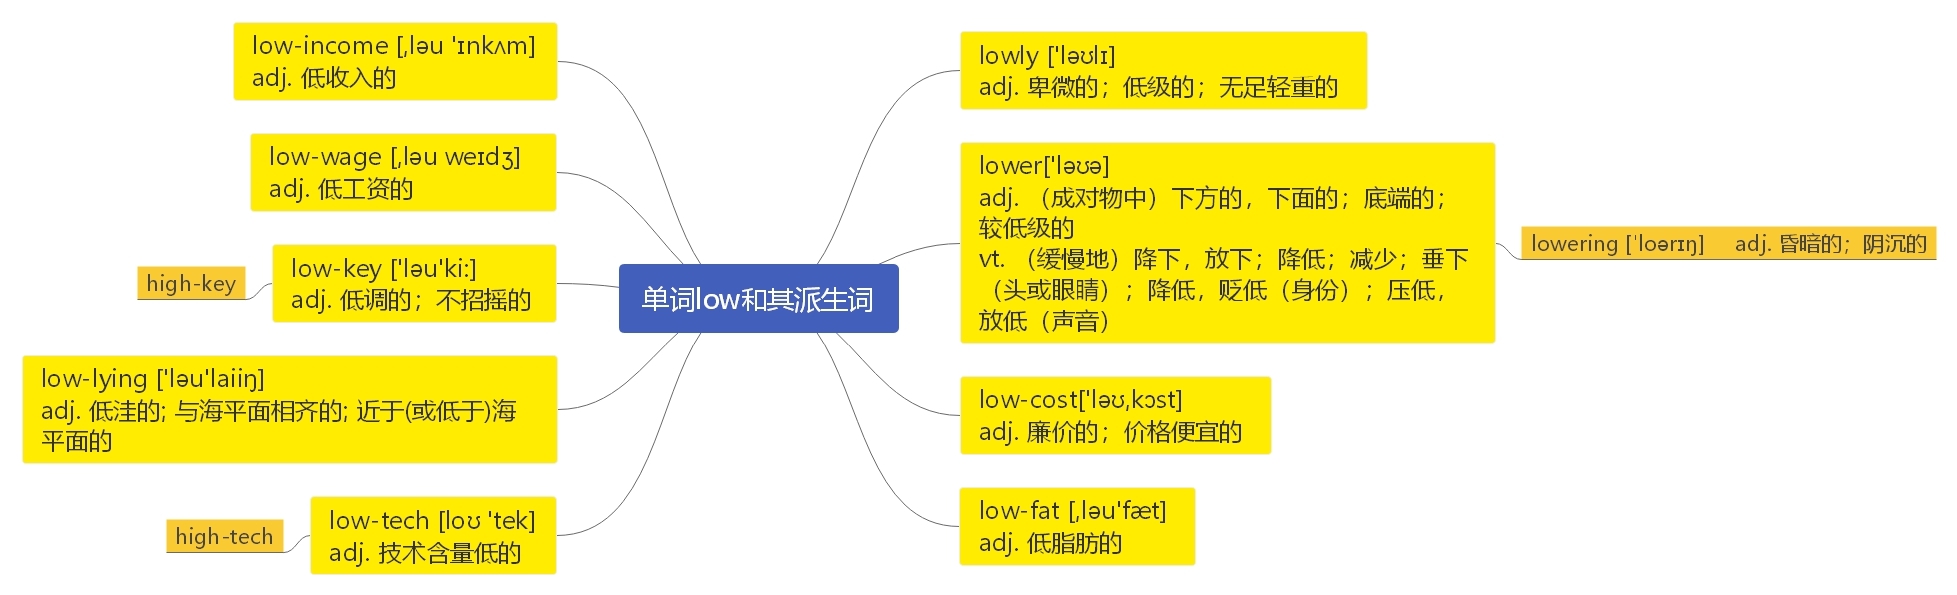 单词low和其派生词
lowly ['ləʊlɪ]
adj. 卑微的；低级的；无足轻重的
lower['ləʊə]
adj. （成对物中）下方的，下面的；底端的；
较低级的
vt. （缓慢地）降下，放下；降低；减少；垂下
（头或眼睛）；降低，贬低（身份）；压低，
放低（声音）
lowering ['loərɪŋ] adj. 昏暗的；阴沉的
low-cost['ləʊˌkɔst]
adj. 廉价的；价格便宜的
low-fat [ˌləu'fæt]
adj. 低脂肪的
low-income [ˌləu 'ɪnkʌm]
adj. 低收入的
low-wage [ˌləu weɪdʒ]
adj. 低工资的
low-key ['ləu'ki:]
adj. 低调的；不招摇的
high-key
low-lying ['ləu'laiiŋ]
adj. 低洼的; 与海平面相齐的; 近于(或低于)海
平面的
low-tech [loʊ 'tek]
adj. 技术含量低的
high-tech